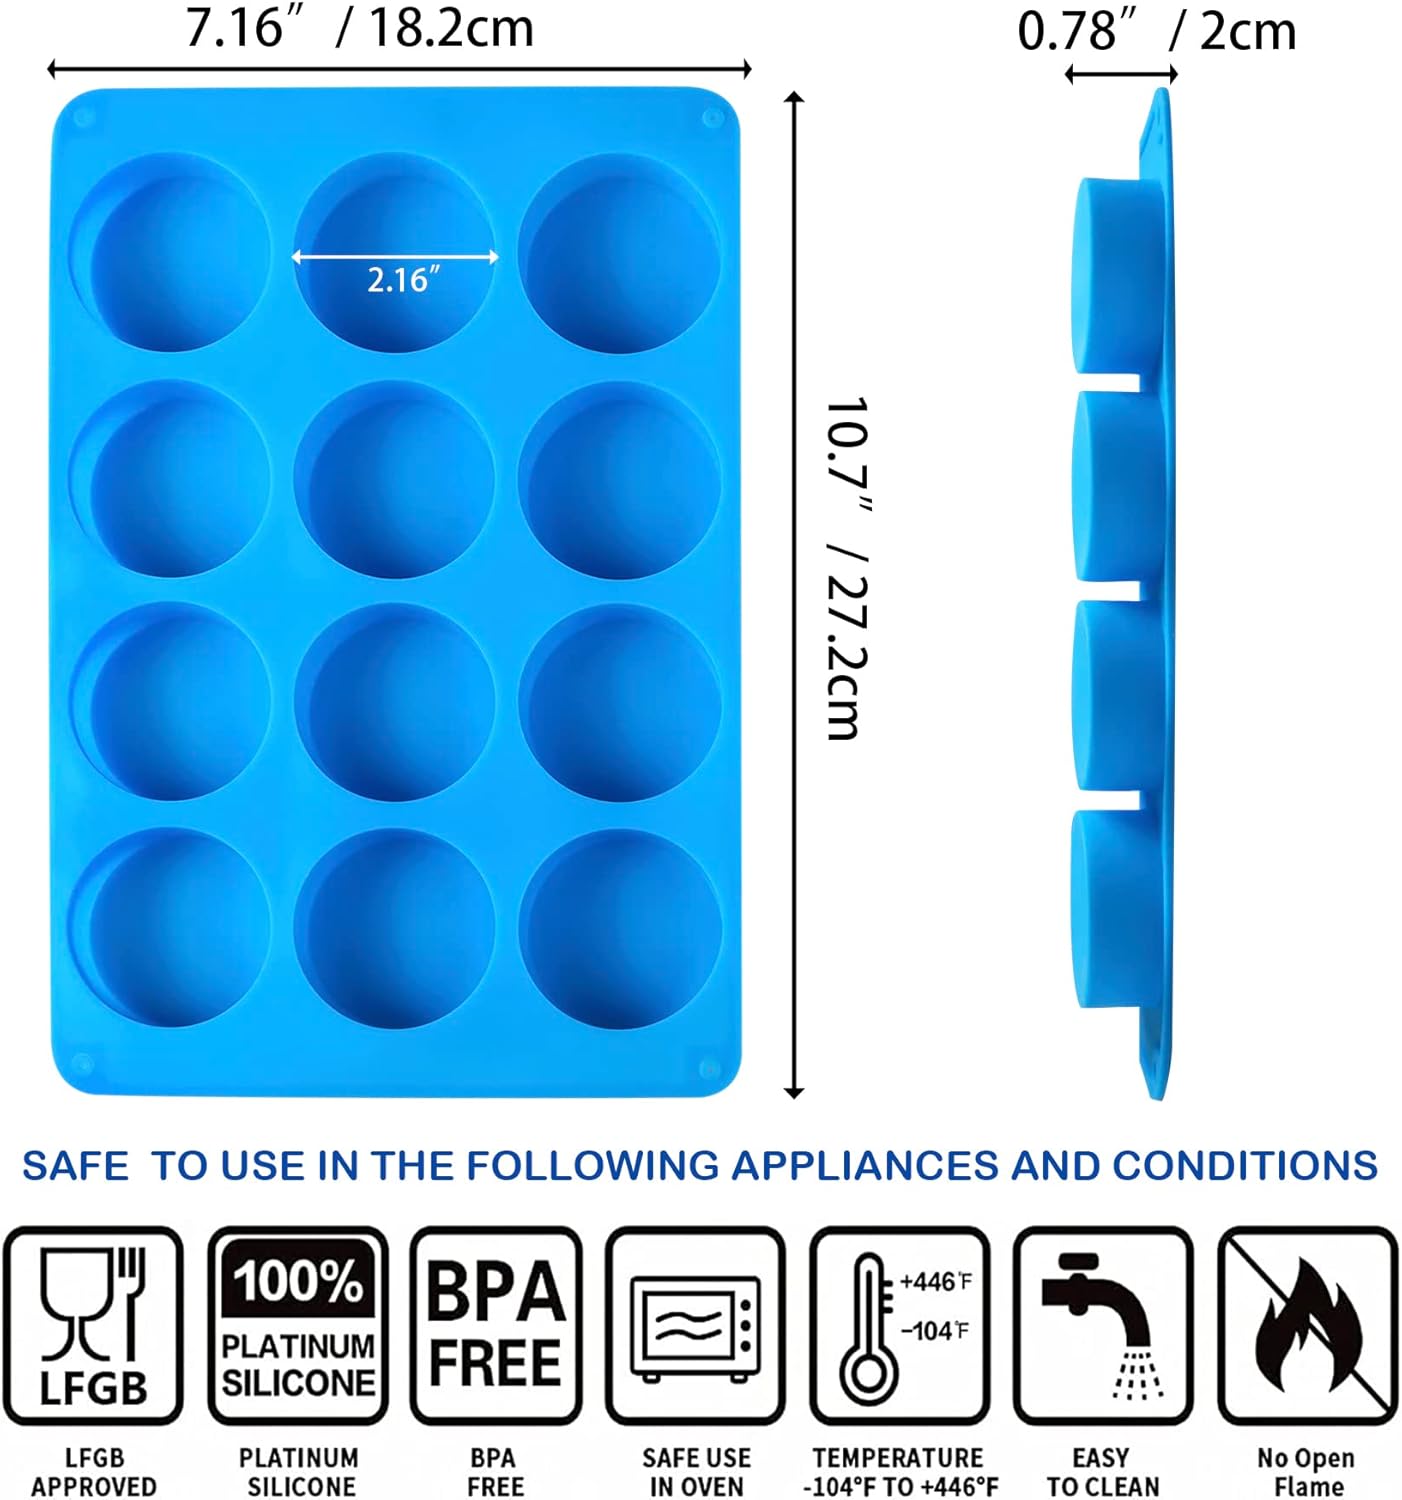 7.16″ / 18.2cm
0.78″ / 2cm
2.16″
10.7″ / 27.2cm
SAFE TO USE IN THE FOLLOWING APPLIANCES AND CONDITIONS
LFGB
100%
PLATINUM
SILICONE
BPA
FREE
+446°F
-104°F
LFGB
APPROVED
PLATINUM
SILICONE
BPA
FREE
SAFE USE
IN OVEN
TEMPERATURE
-104°F TO +446°F
EASY
TO CLEAN
No Open
Flame